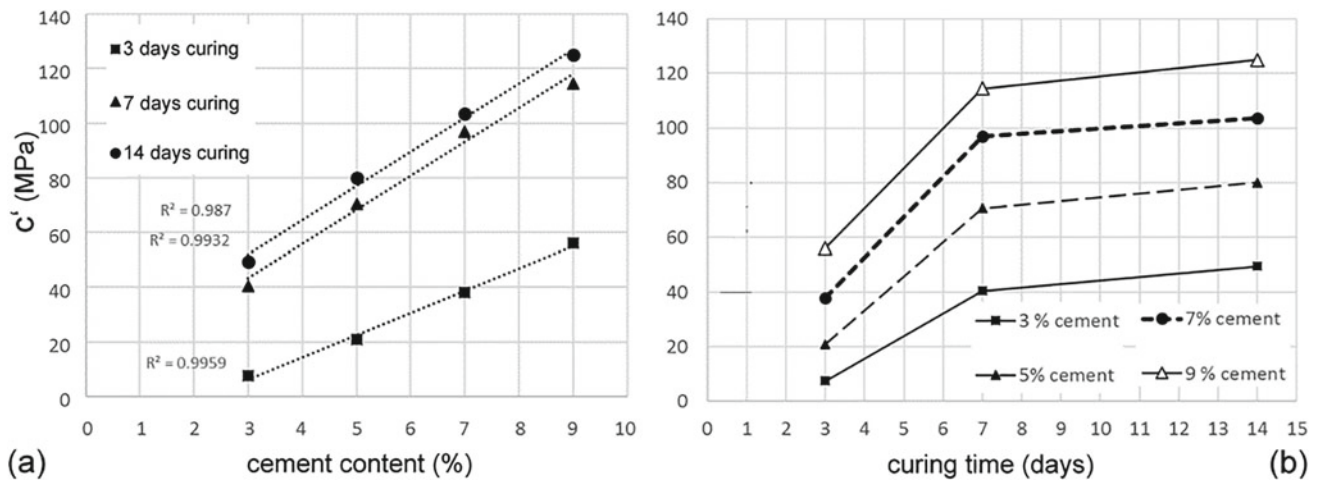 140
120
100
80
60
40
20
0
c' (MPa)
3 days curing
7 days curing
14 days curing
R² = 0.987
R² = 0.9932
R² = 0.9959
0 1 2 3 4 5 6 7 8 9 10
cement content (%)
(a)
140
120
100
80
60
40
20
0
3 % cement
7% cement
5% cement
9 % cement
0 1 2 3 4 5 6 7 8 9 10 11 12 13 14 15
curing time (days)
(b)